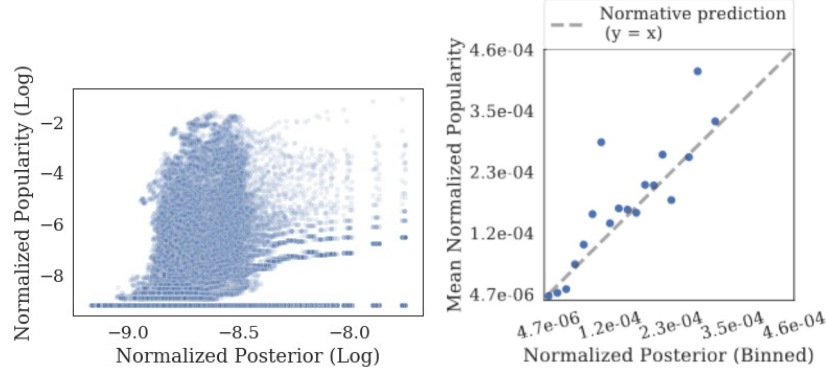 Normalized Popularity (Log)
−2
−4
−6
−8
−9.0 −8.5 −8.0
Normalized Posterior (Log)
Normative prediction
(y = x)
Mean Normalized Popularity
4.6e-04
3.5e-04
2.3e-04
1.2e-04
4.7e-06
4.7e-06 1.2e-04 2.3e-04 3.5e-04 4.6e-04
Normalized Posterior (Binned)